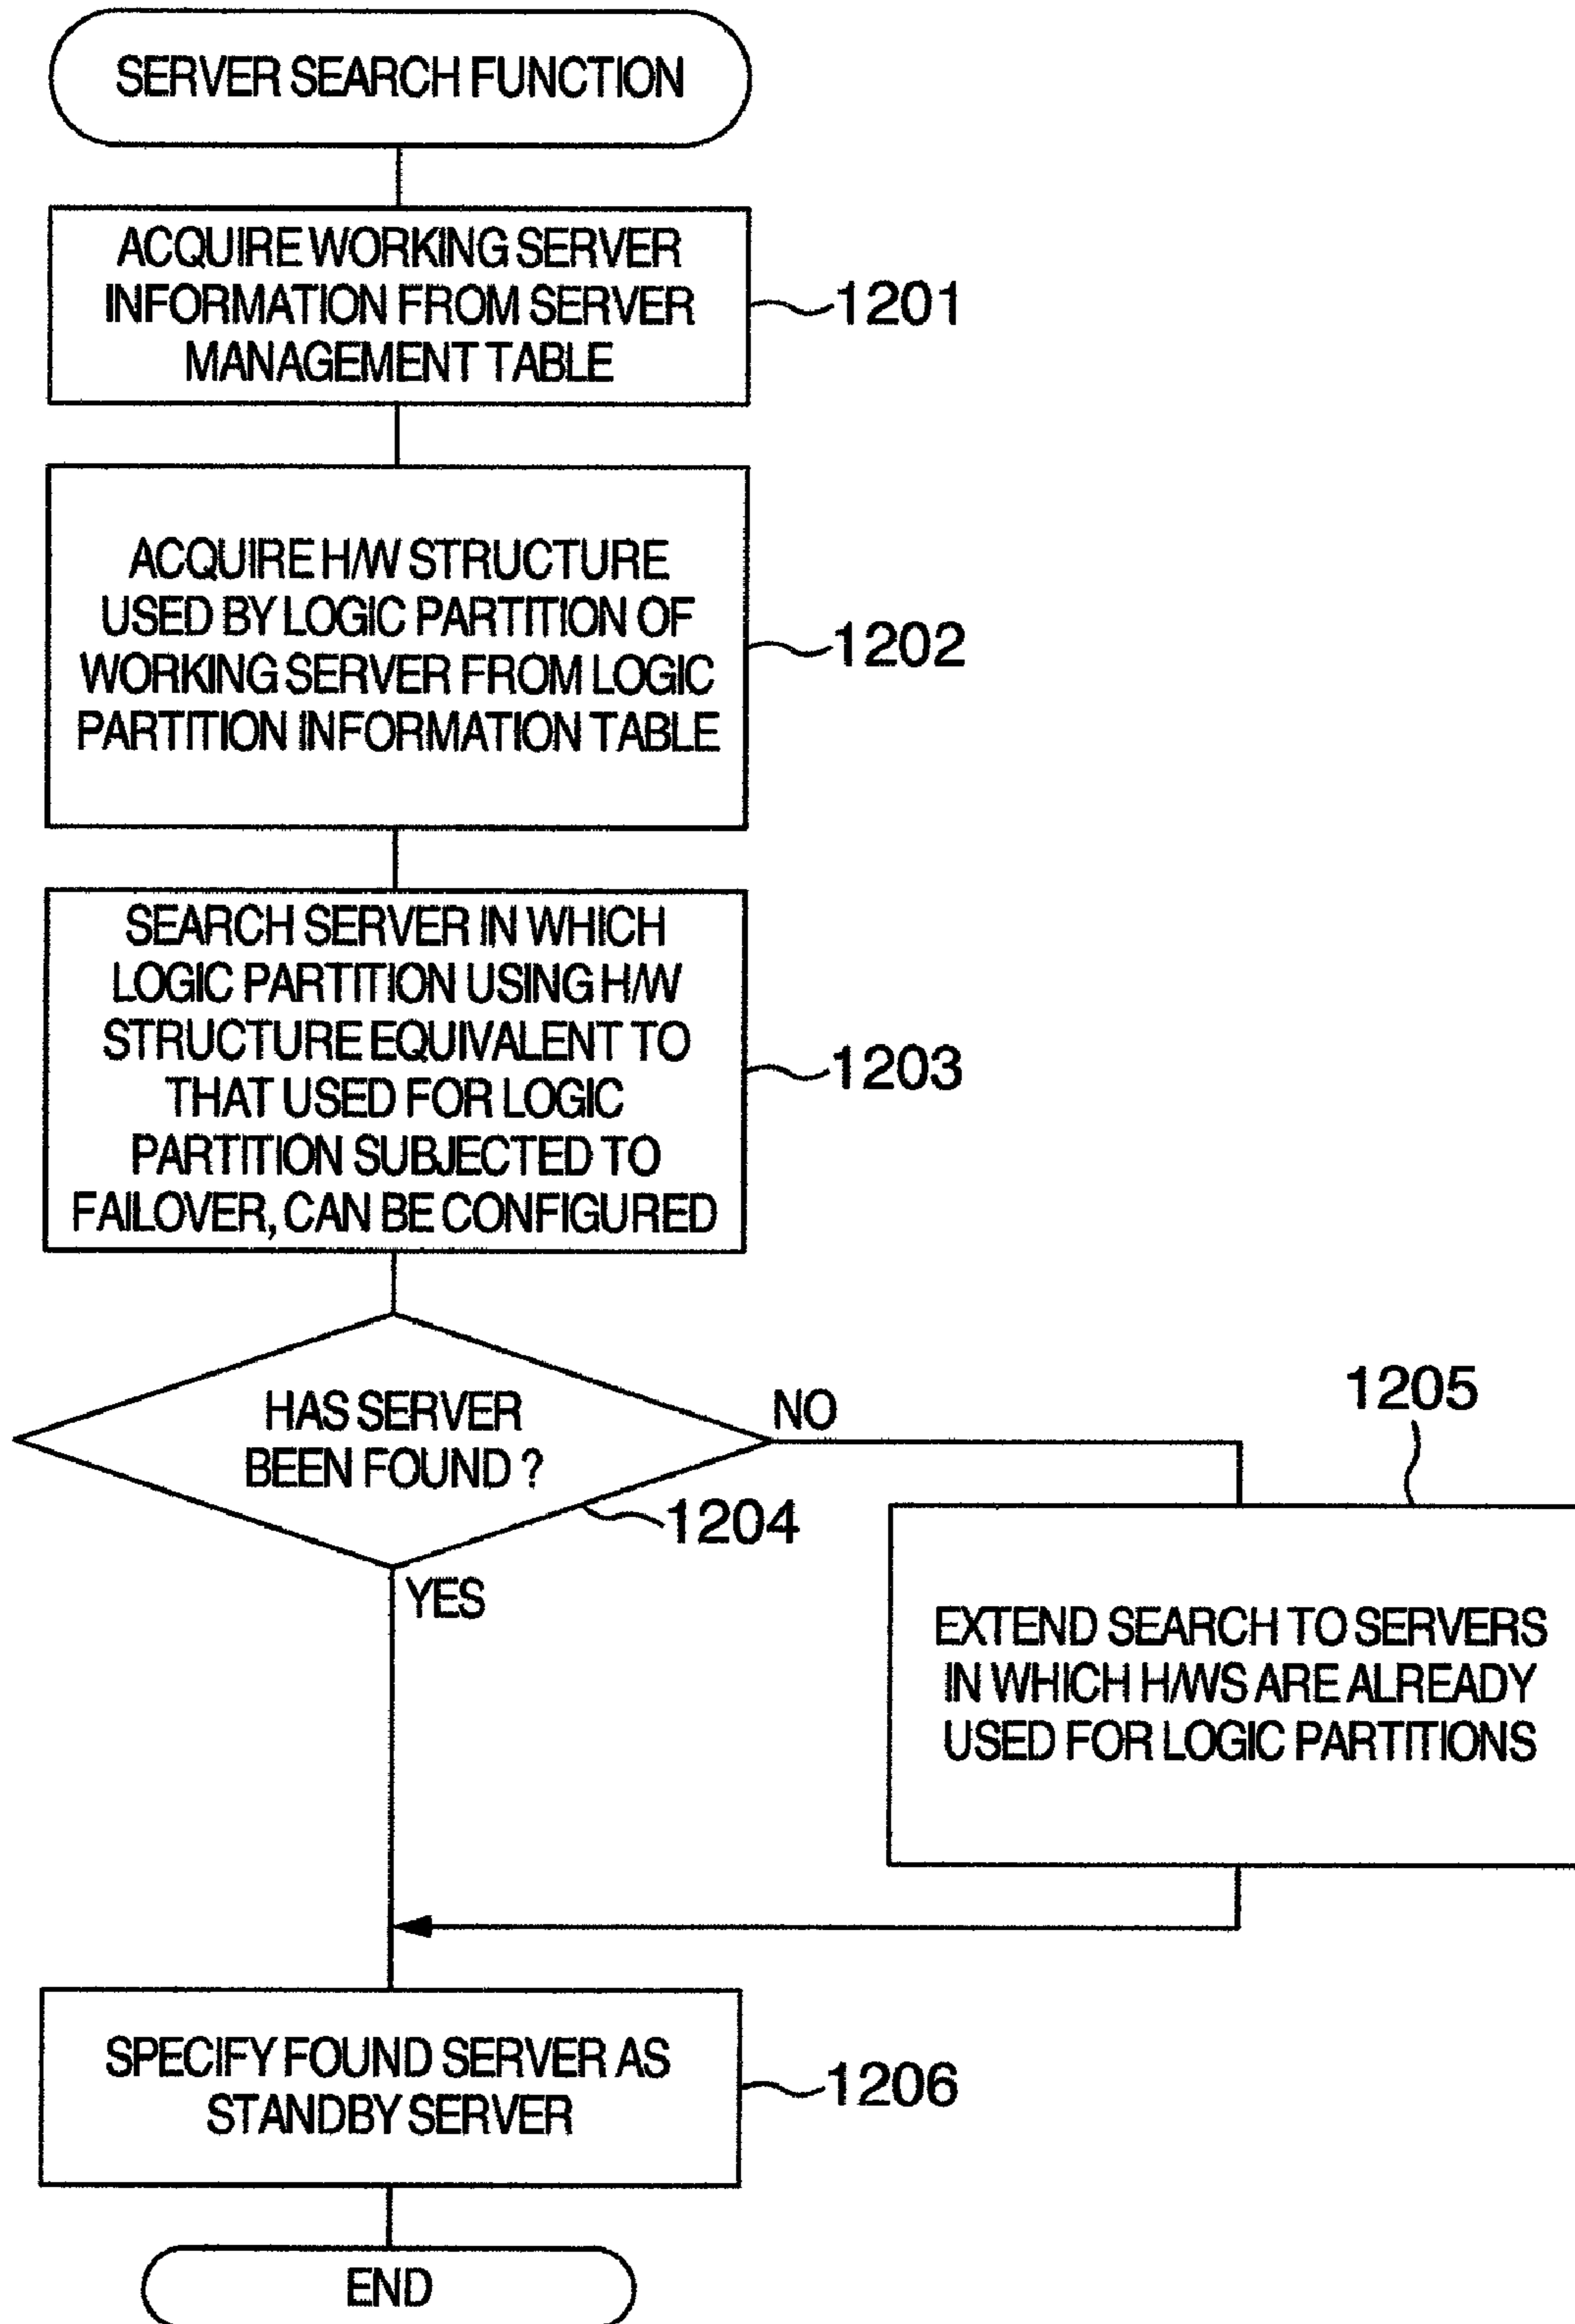 SERVER SEARCH FUNCTION
ACQUIRE WORKING SERVER
INFORMATION FROM SERVER
MANAGEMENT TABLE
1201
ACQUIRE H/W STRUCTURE
USED BY LOGIC PARTITION OF
WORKING SERVER FROM LOGIC
PARTITION INFORMATION TABLE
1202
SEARCH SERVER IN WHICH
LOGIC PARTITION USING H/W
STRUCTURE EQUIVALENT TO
THAT USED FOR LOGIC
PARTITION SUBJECTED TO
FAILOVER, CAN BE CONFIGURED
1203
HAS SERVER
BEEN FOUND ?
1204
NO
YES
1205
EXTEND SEARCH TO SERVERS
IN WHICH H/WS ARE ALREADY
USED FOR LOGIC PARTITIONS
SPECIFY FOUND SERVER AS
STANDBY SERVER
1206
END